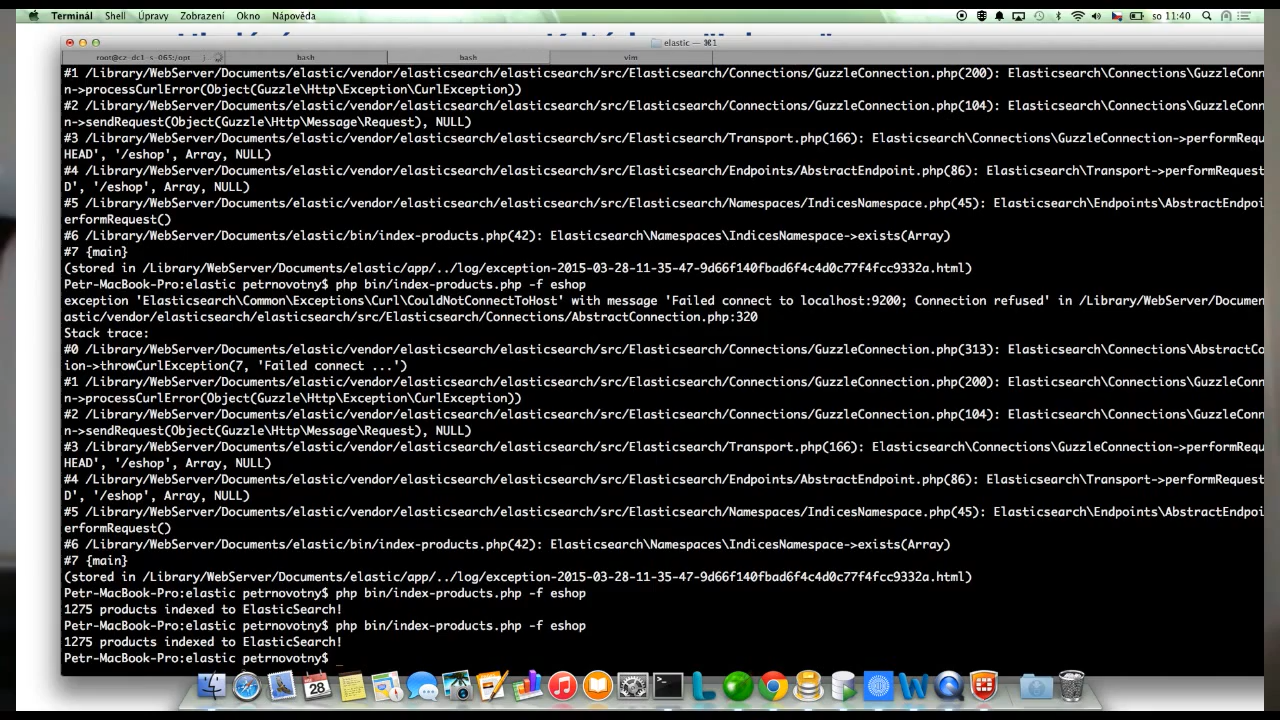 Terminál Shell Úpravy Zobrazení Okno Nápověda so 11:40
elastic — ⌘1
root@cz-dc1-s-065:/opt bash bash vim
#1 /Library/WebServer/Documents/elastic/vendor/elasticsearch/elasticsearch/src/Elasticsearch/Connections/GuzzleConnection.php(200): Elasticsearch\Connections\GuzzleConn
n->processCurlError(Object(Guzzle\Http\Exception\CurlException))
#2 /Library/WebServer/Documents/elastic/vendor/elasticsearch/elasticsearch/src/Elasticsearch/Connections/GuzzleConnection.php(104): Elasticsearch\Connections\GuzzleConn
n->sendRequest(Object(Guzzle\Http\Message\Request), NULL)
#3 /Library/WebServer/Documents/elastic/vendor/elasticsearch/elasticsearch/src/Elasticsearch/Transport.php(166): Elasticsearch\Connections\GuzzleConnection->performRequ
HEAD', '/eshop', Array, NULL)
#4 /Library/WebServer/Documents/elastic/vendor/elasticsearch/elasticsearch/src/Elasticsearch/Endpoints/AbstractEndpoint.php(86): Elasticsearch\Transport->performRequest
D', '/eshop', Array, NULL)
#5 /Library/WebServer/Documents/elastic/vendor/elasticsearch/elasticsearch/src/Elasticsearch/Namespaces/IndicesNamespace.php(45): Elasticsearch\Endpoints\AbstractEndpoi
erformRequest()
#6 /Library/WebServer/Documents/elastic/bin/index-products.php(42): Elasticsearch\Namespaces\IndicesNamespace->exists(Array)
#7 {main}
(stored in /Library/WebServer/Documents/elastic/app/../log/exception-2015-03-28-11-35-47-9d66f140fbad6f4c4d0c77f4fcc9332a.html)
Petr-MacBook-Pro:elastic petrnovotny$ php bin/index-products.php -f eshop
exception 'Elasticsearch\Common\Exceptions\Curl\CouldNotConnectToHost' with message 'Failed connect to localhost:9200; Connection refused' in /Library/WebServer/Documen
astic/vendor/elasticsearch/elasticsearch/src/Elasticsearch/Connections/AbstractConnection.php:320
Stack trace:
#0 /Library/WebServer/Documents/elastic/vendor/elasticsearch/elasticsearch/src/Elasticsearch/Connections/GuzzleConnection.php(313): Elasticsearch\Connections\AbstractCo
ion->throwCurlException(7, 'Failed connect ...')
#1 /Library/WebServer/Documents/elastic/vendor/elasticsearch/elasticsearch/src/Elasticsearch/Connections/GuzzleConnection.php(200): Elasticsearch\Connections\GuzzleConn
n->processCurlError(Object(Guzzle\Http\Exception\CurlException))
#2 /Library/WebServer/Documents/elastic/vendor/elasticsearch/elasticsearch/src/Elasticsearch/Connections/GuzzleConnection.php(104): Elasticsearch\Connections\GuzzleConn
n->sendRequest(Object(Guzzle\Http\Message\Request), NULL)
#3 /Library/WebServer/Documents/elastic/vendor/elasticsearch/elasticsearch/src/Elasticsearch/Transport.php(166): Elasticsearch\Connections\GuzzleConnection->performRequ
HEAD', '/eshop', Array, NULL)
#4 /Library/WebServer/Documents/elastic/vendor/elasticsearch/elasticsearch/src/Elasticsearch/Endpoints/AbstractEndpoint.php(86): Elasticsearch\Transport->performRequest
D', '/eshop', Array, NULL)
#5 /Library/WebServer/Documents/elastic/vendor/elasticsearch/elasticsearch/src/Elasticsearch/Namespaces/IndicesNamespace.php(45): Elasticsearch\Endpoints\AbstractEndpoi
erformRequest()
#6 /Library/WebServer/Documents/elastic/bin/index-products.php(42): Elasticsearch\Namespaces\IndicesNamespace->exists(Array)
#7 {main}
(stored in /Library/WebServer/Documents/elastic/app/../log/exception-2015-03-28-11-35-47-9d66f140fbad6f4c4d0c77f4fcc9332a.html)
Petr-MacBook-Pro:elastic petrnovotny$ php bin/index-products.php -f eshop
1275 products indexed to ElasticSearch!
Petr-MacBook-Pro:elastic petrnovotny$ php bin/index-products.php -f eshop
1275 products indexed to ElasticSearch!
Petr-MacBook-Pro:elastic petrnovotny$
28